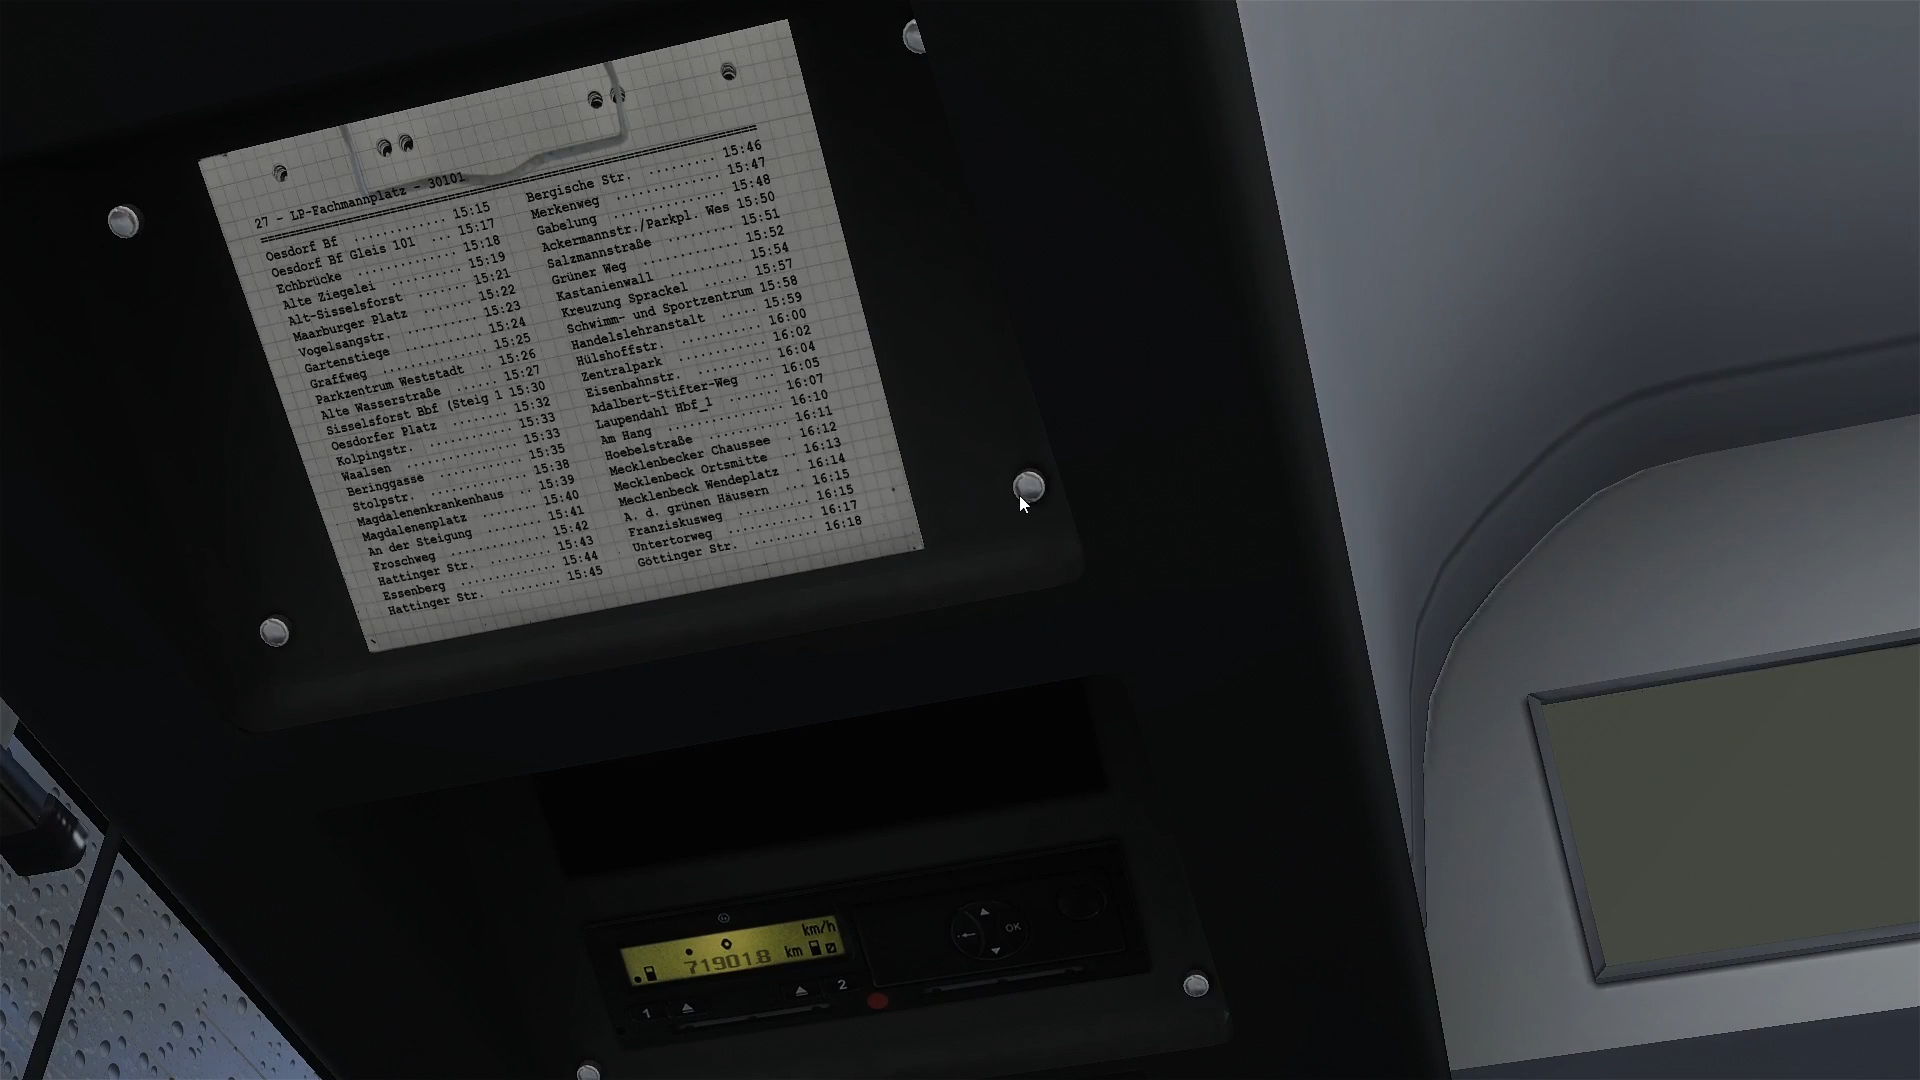 27 - LP-Fachmannplatz - 30101
Oesdorf Bf ............ 15:15
Oesdorf Bf Gleis 101 ... 15:17
Echbrücke ............. 15:18
Alte Ziegelei ......... 15:19
Alt-Sisselsforst ...... 15:21
Maarburger Platz ...... 15:22
Vogelsangstr. ......... 15:23
Gartenstiege .......... 15:24
Graffweg .............. 15:25
Parkzentrum Weststadt .. 15:26
Alte Wasserstraße ...... 15:27
Sisselsforst Bbf (Steig 1 15:30
Oesdorfer Platz ....... 15:32
Kolpingstr. ........... 15:33
Waalsen ............... 15:33
Beringgasse ........... 15:35
Stolpstr. ............. 15:38
Magdalenenkrankenhaus .. 15:39
Magdalenenplatz ....... 15:40
An der Steigung ....... 15:41
Froschweg ............. 15:42
Hattinger Str. ........ 15:43
Essenberg ............. 15:44
Hattinger Str. ........ 15:45
Bergische Str. ........ 15:46
Merkenweg ............. 15:47
Gabelung .............. 15:48
Ackermannstr./Parkpl. Wes 15:50
Salzmannstraße ........ 15:51
Grüner Weg ............ 15:52
Kastanienwall ......... 15:54
Kreuzung Sprackel ..... 15:57
Schwimm- und Sportzentrum 15:58
Handelslehranstalt .... 15:59
Hülshoffstr. .......... 16:00
Zentralpark ........... 16:02
Eisenbahnstr. ......... 16:04
Adalbert-Stifter-Weg ... 16:05
Laupendahl Hbf_1 ...... 16:07
Am Hang ............... 16:10
Hoebelstraße .......... 16:11
Mecklenbecker Chaussee . 16:12
Mecklenbeck Ortsmitte .. 16:13
Mecklenbeck Wendeplatz . 16:14
A. d. grünen Häusern ... 16:15
Franziskusweg ......... 16:15
Untertorweg ........... 16:17
Göttinger Str. ........ 16:18
km/h
71901.8 km
1
2
OK